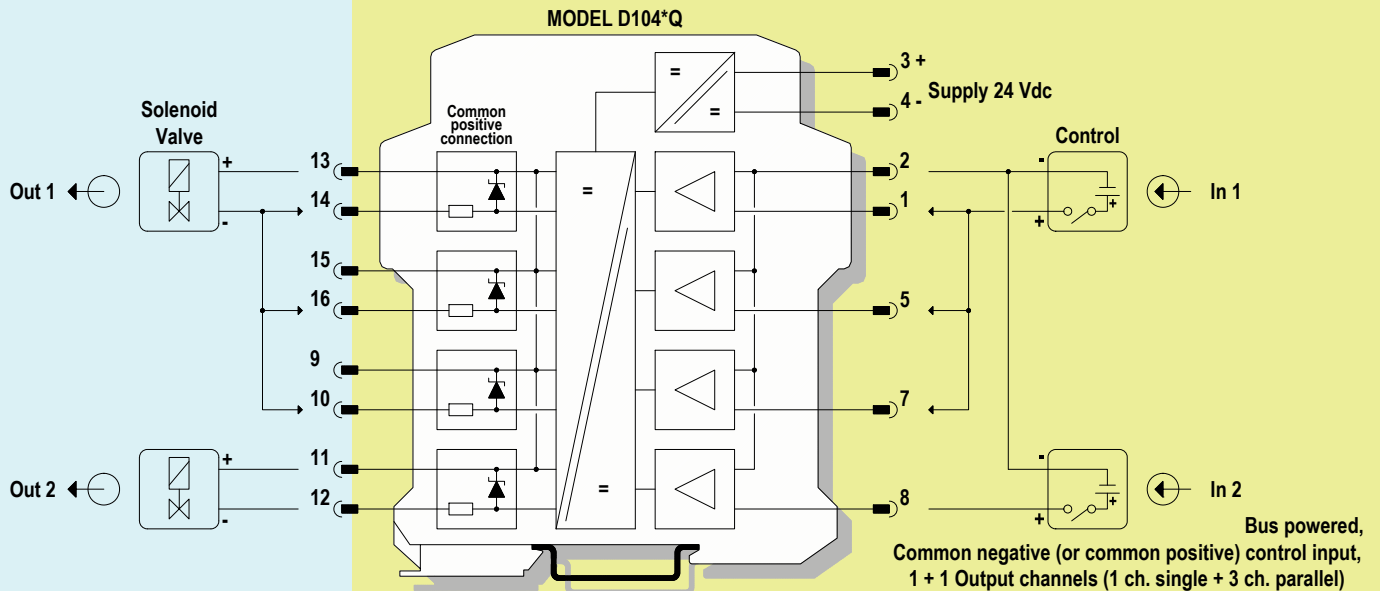 MODEL D104*Q
3 +
4 -
Supply 24 Vdc
=
=
Solenoid
Valve
Common
positive
connection
Control
Out 1
+
-
13
14
=
2
1
-
+
+
In 1
15
16
5
9
10
7
Out 2
+
-
11
12
=
8
-
+
+
In 2
Bus powered,
Common negative (or common positive) control input,
1 + 1 Output channels (1 ch. single + 3 ch. parallel)